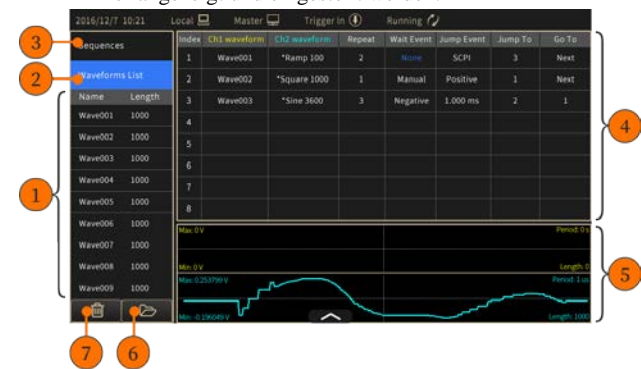 2016/12/7 10:21 Local Master Trigger In Running
Sequences
Waveforms List
Name Length
Wave001 1000
Wave002 1000
Wave003 1000
Wave004 1000
Wave005 1000
Wave006 1000
Wave007 1000
Wave008 1000
Wave009 1000
Index Ch1 waveform Ch2 waveform Repeat Wait Event Jump Event Jump To Go To
1 Wave001 *Ramp 100 2 None SCPI 3 Next
2 Wave002 *Square 1000 1 Manual Positive 1 Next
3 Wave003 *Sine 3600 3 Negative 1.000 ms 2 1
4
5
6
7
8
Max: 0 V Period: 0 s
Min: 0 V Length: 0
Max: 0.253799 V Period: 1 us
Min: -0.196049 V Length: 1000
3
2
1
4
5
7
6